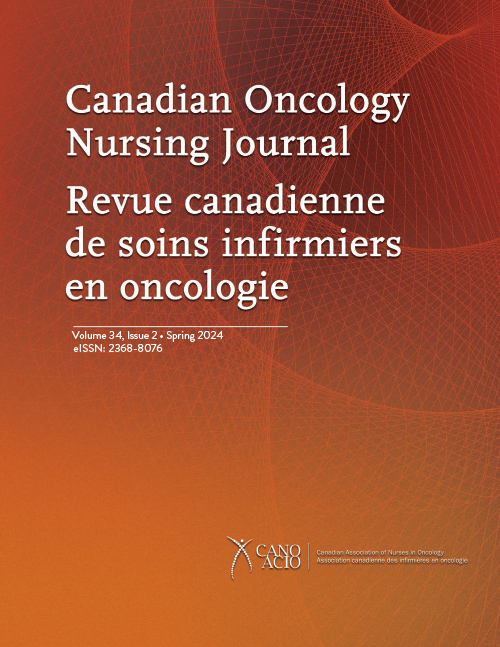 Canadian Oncology
Nursing Journal
Revue canadienne
de soins infirmiers
en oncologie
Volume 34, Issue 2 • Spring 2024
eISSN: 2368-8076
CANO
ACIO
Canadian Association of Nurses in Oncology
Association canadienne des infirmières en oncologie